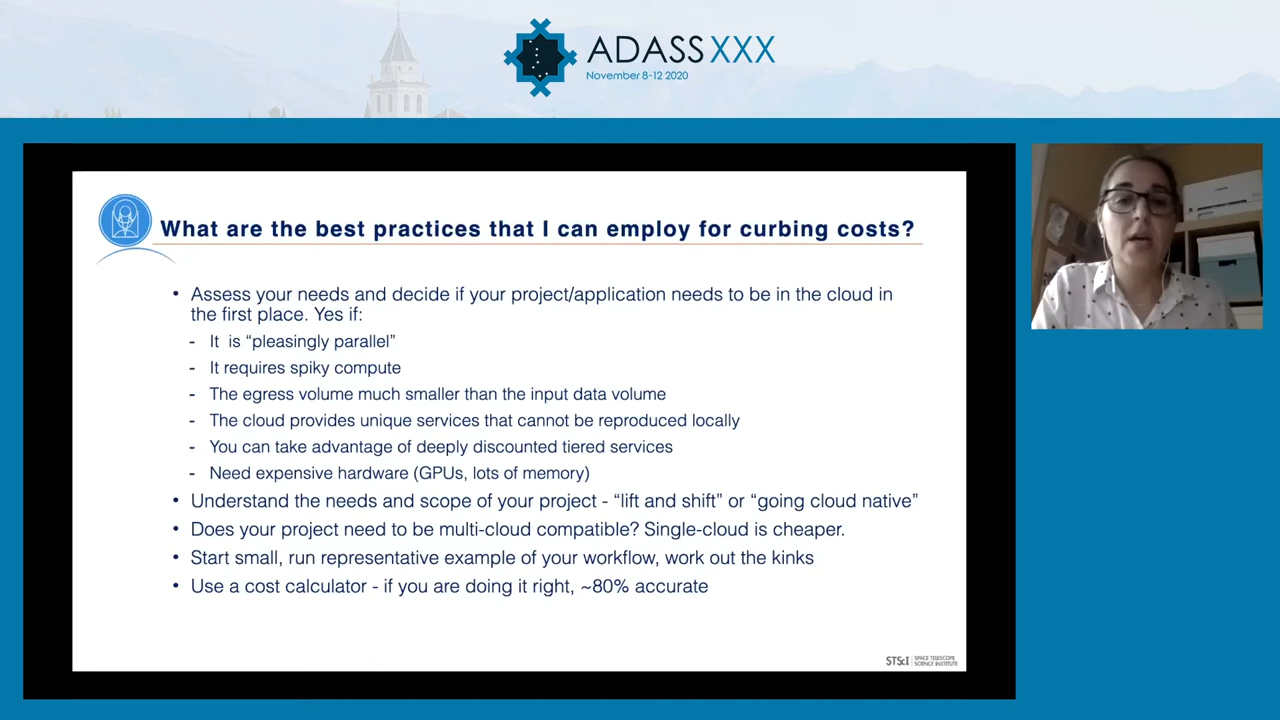 ADASS XXX
November 8-12 2020
What are the best practices that I can employ for curbing costs?
• Assess your needs and decide if your project/application needs to be in the cloud in
the first place. Yes if:
- It is “pleasingly parallel”
- It requires spiky compute
- The egress volume much smaller than the input data volume
- The cloud provides unique services that cannot be reproduced locally
- You can take advantage of deeply discounted tiered services
- Need expensive hardware (GPUs, lots of memory)
• Understand the needs and scope of your project - “lift and shift” or “going cloud native”
• Does your project need to be multi-cloud compatible? Single-cloud is cheaper.
• Start small, run representative example of your workflow, work out the kinks
• Use a cost calculator - if you are doing it right, ~80% accurate
STScI | SPACE TELESCOPE
SCIENCE INSTITUTE